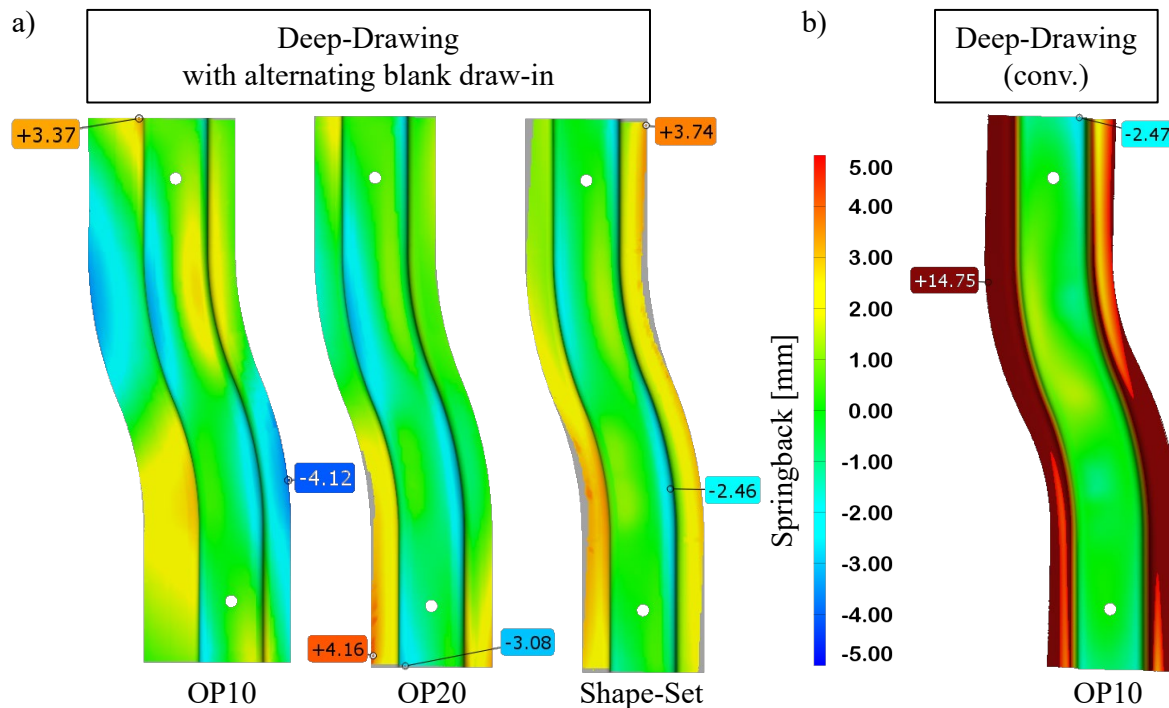 a)
Deep-Drawing
with alternating blank draw-in
b)
Deep-Drawing
(conv.)
+3.37
+3.74
-2.47
-4.12
+4.16
-3.08
-2.46
Springback [mm]
5.00
4.00
3.00
2.00
1.00
0.00
-1.00
-2.00
-3.00
-4.00
-5.00
+14.75
OP10
OP20
Shape-Set
OP10